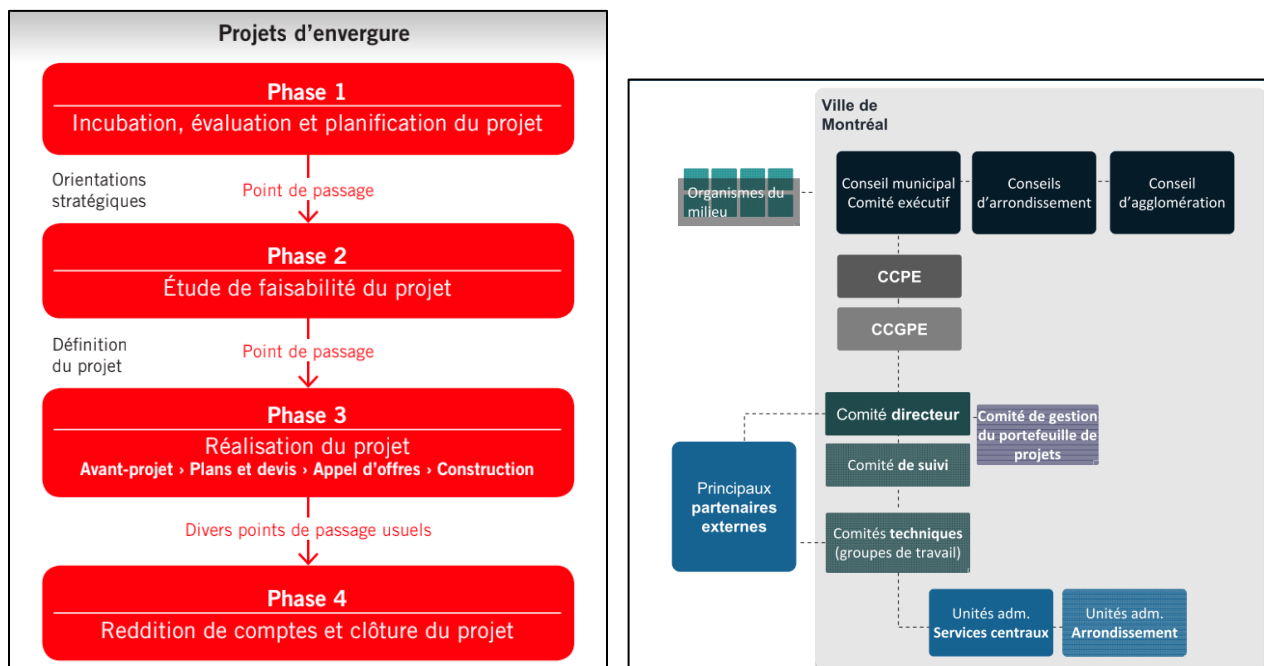 Projets d'envergure
Phase 1
Incubation, évaluation et planification du projet
Orientations
stratégiques
Point de passage
Phase 2
Étude de faisabilité du projet
Définition
du projet
Point de passage
Phase 3
Réalisation du projet
Avant-projet › Plans et devis › Appel d'offres › Construction
Divers points de passage usuels
Phase 4
Reddition de comptes et clôture du projet
Ville de
Montréal
Organismes du
milieu
Conseil municipal
Comité exécutif
Conseils
d'arrondissement
Conseil
d'agglomération
CCPE
CCGPE
Comité directeur
Comité de gestion
du portefeuille de
projets
Comité de suivi
Principaux
partenaires
externes
Comités techniques
(groupes de travail)
Unités adm.
Services centraux
Unités adm.
Arrondissement